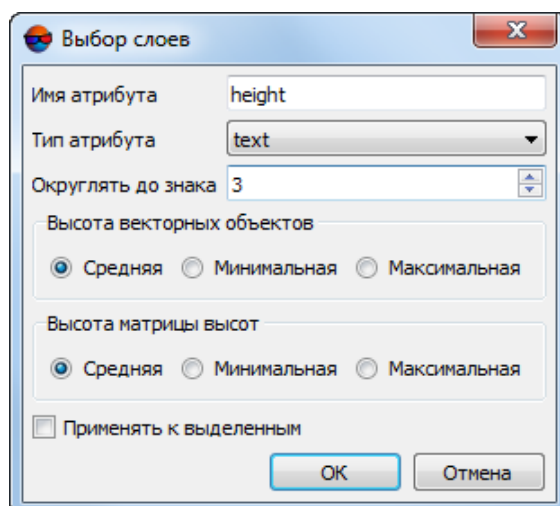 Выбор слоев
Имя атрибута height
Тип атрибута text
Округлять до знака 3
Высота векторных объектов
Средняя Минимальная Максимальная
Высота матрицы высот
Средняя Минимальная Максимальная
Применять к выделенным
ОК Отмена